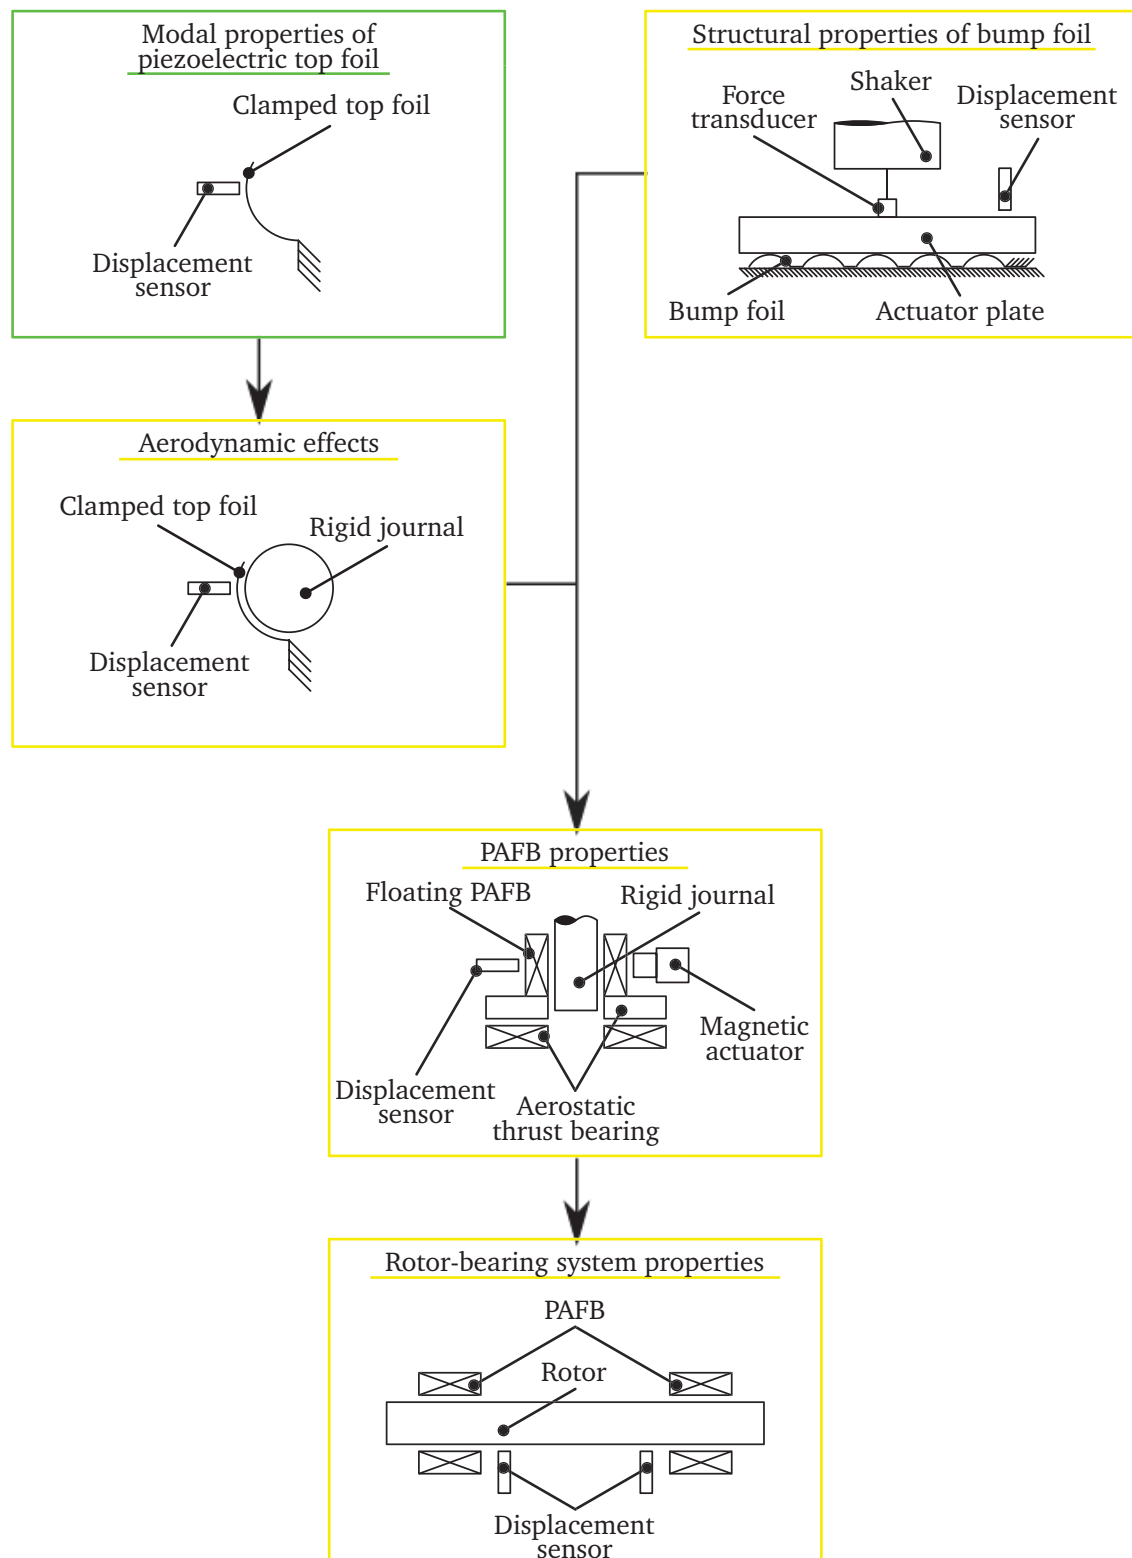 Modal properties of
piezoelectric top foil
Clamped top foil
Displacement
sensor
Structural properties of bump foil
Shaker
Force
transducer
Displacement
sensor
Bump foil
Actuator plate
Aerodynamic effects
Clamped top foil
Rigid journal
Displacement
sensor
PAFB properties
Floating PAFB
Rigid journal
Magnetic
actuator
Displacement
sensor
Aerostatic
thrust bearing
Rotor-bearing system properties
PAFB
Rotor
Displacement
sensor